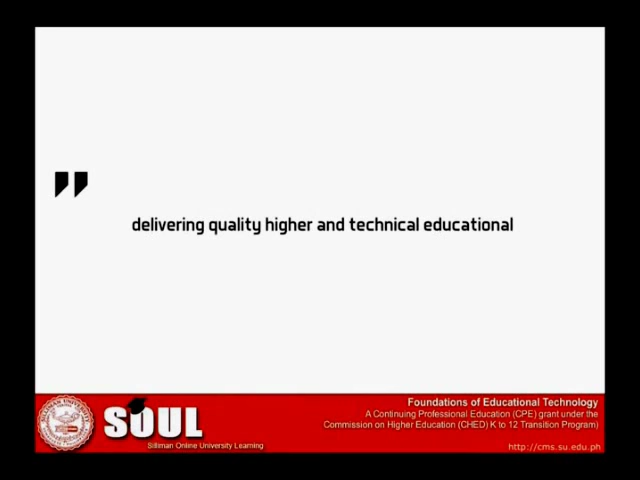 "
delivering quality higher and technical educational
SOUL
Silliman Online University Learning
Foundations of Educational Technology
A Continuing Professional Education (CPE) grant under the
Commission on Higher Education (CHED) K to 12 Transition Program)
http://cms.su.edu.ph